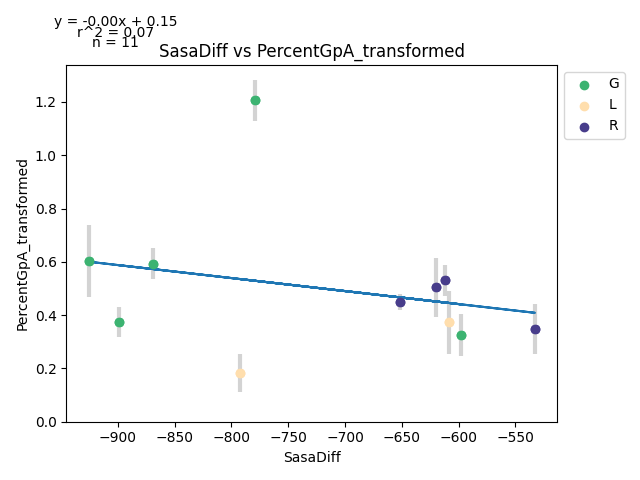 y = -0.00x + 0.15
r^2 = 0.07
n = 11
SasaDiff vs PercentGpA_transformed
G
L
R
PercentGpA_transformed
1.2
1.0
0.8
0.6
0.4
0.2
0.0
−900 −850 −800 −750 −700 −650 −600 −550
SasaDiff